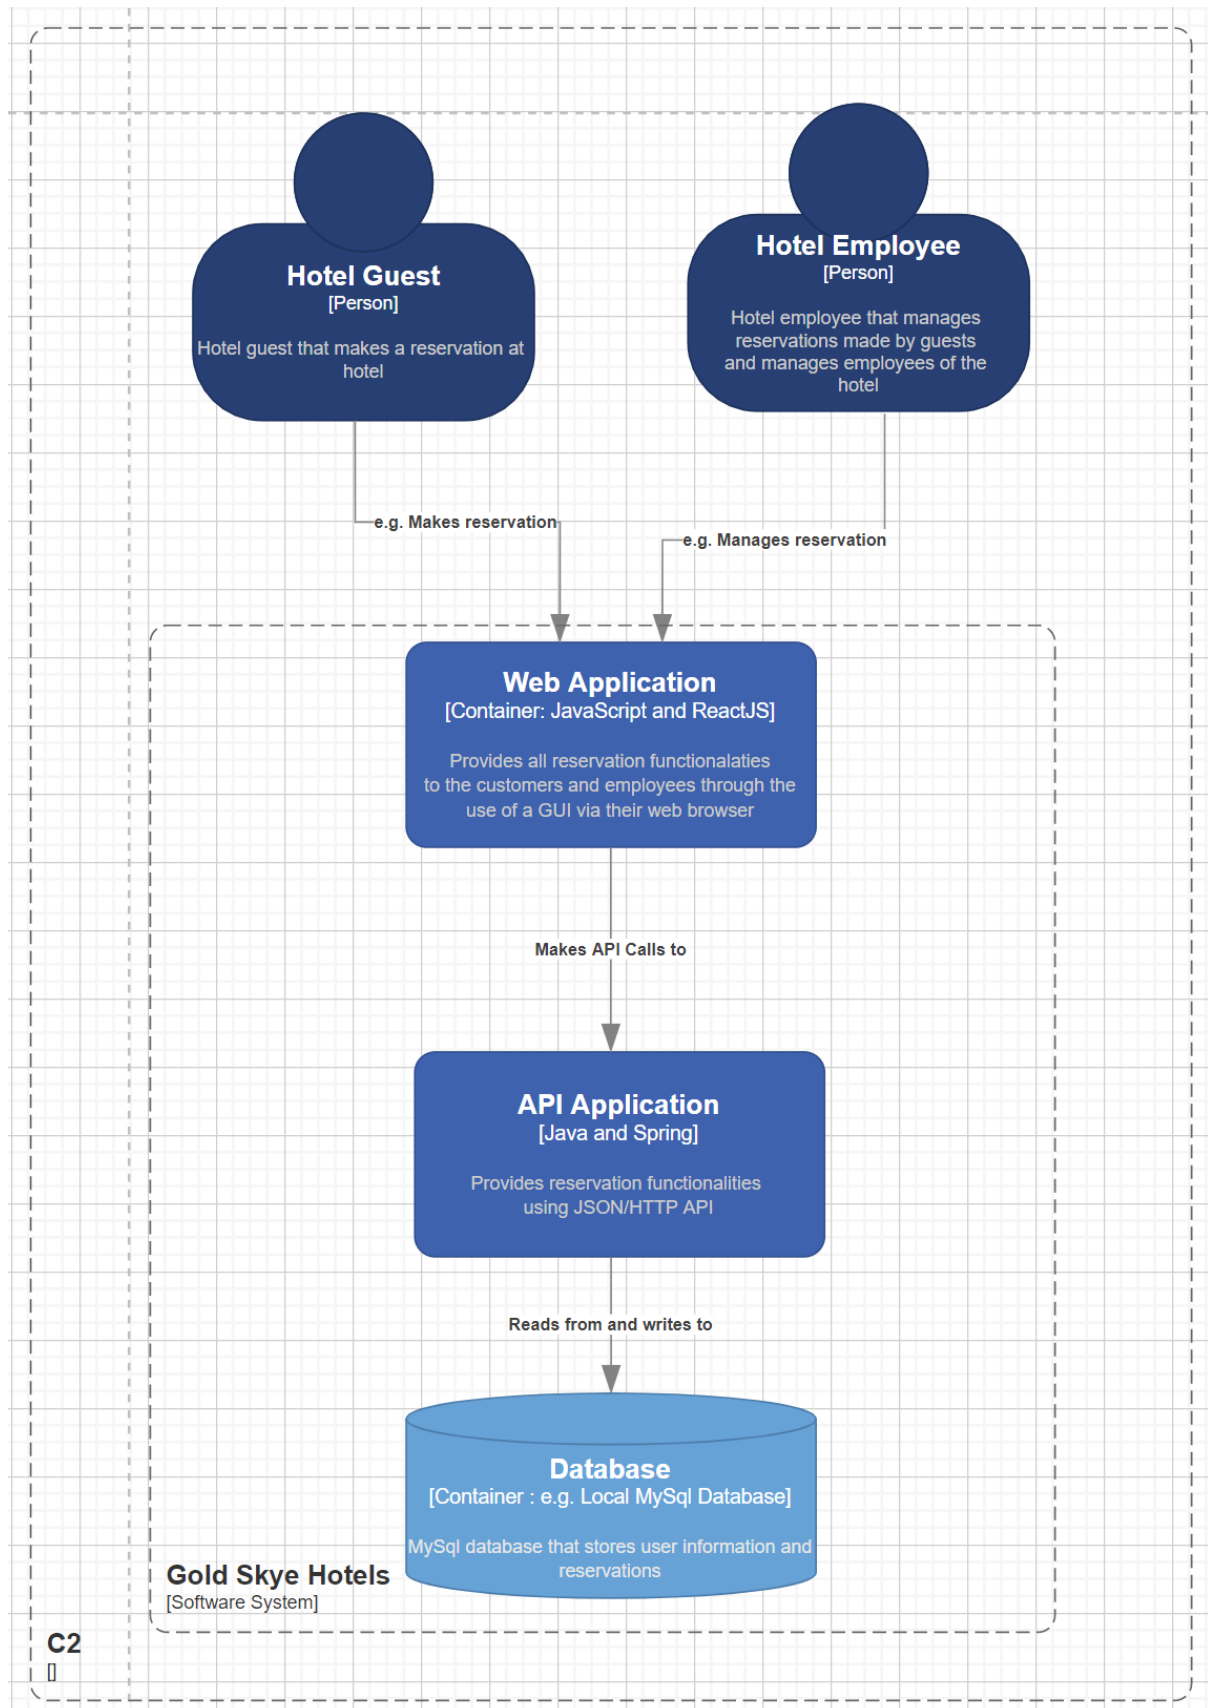 Hotel Guest
[Person]
Hotel guest that makes a reservation at
hotel
Hotel Employee
[Person]
Hotel employee that manages
reservations made by guests
and manages employees of the
hotel
e.g. Makes reservation
e.g. Manages reservation
Web Application
[Container: JavaScript and ReactJS]
Provides all reservation functionalaties
to the customers and employees through the
use of a GUI via their web browser
Makes API Calls to
API Application
[Java and Spring]
Provides reservation functionalities
using JSON/HTTP API
Reads from and writes to
Database
[Container : e.g. Local MySql Database]
MySql database that stores user information and
reservations
Gold Skye Hotels
[Software System]
C2
[]